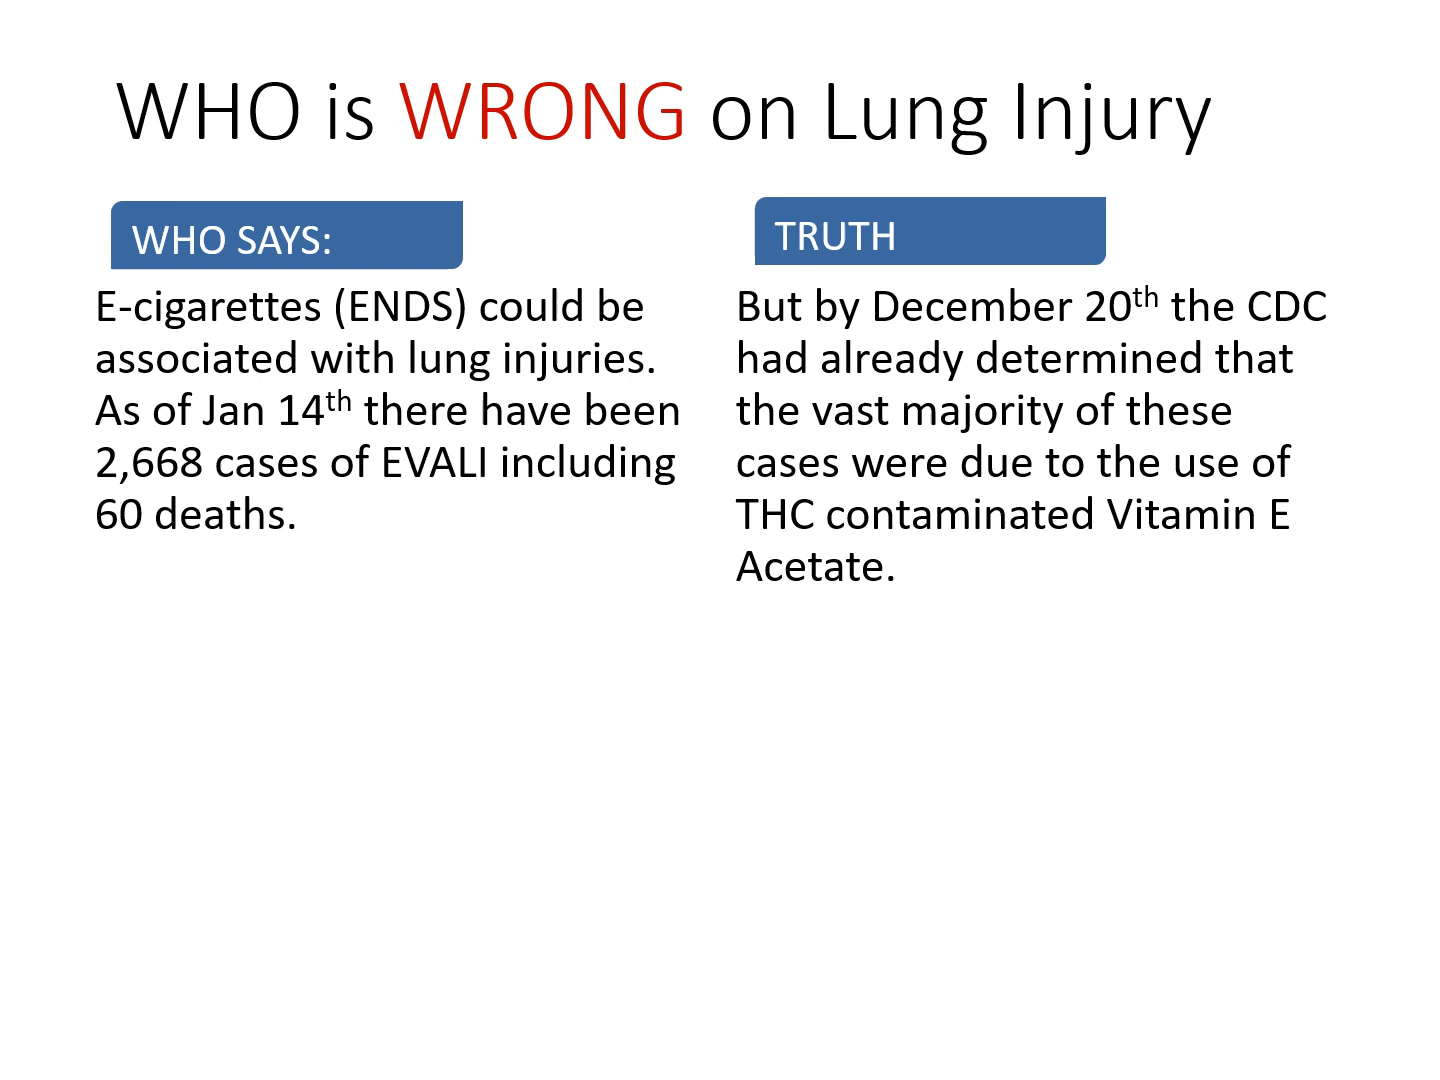 WHO is WRONG on Lung Injury
WHO SAYS:
E-cigarettes (ENDS) could be
associated with lung injuries.
As of Jan 14th there have been
2,668 cases of EVALI including
60 deaths.
TRUTH
But by December 20th the CDC
had already determined that
the vast majority of these
cases were due to the use of
THC contaminated Vitamin E
Acetate.